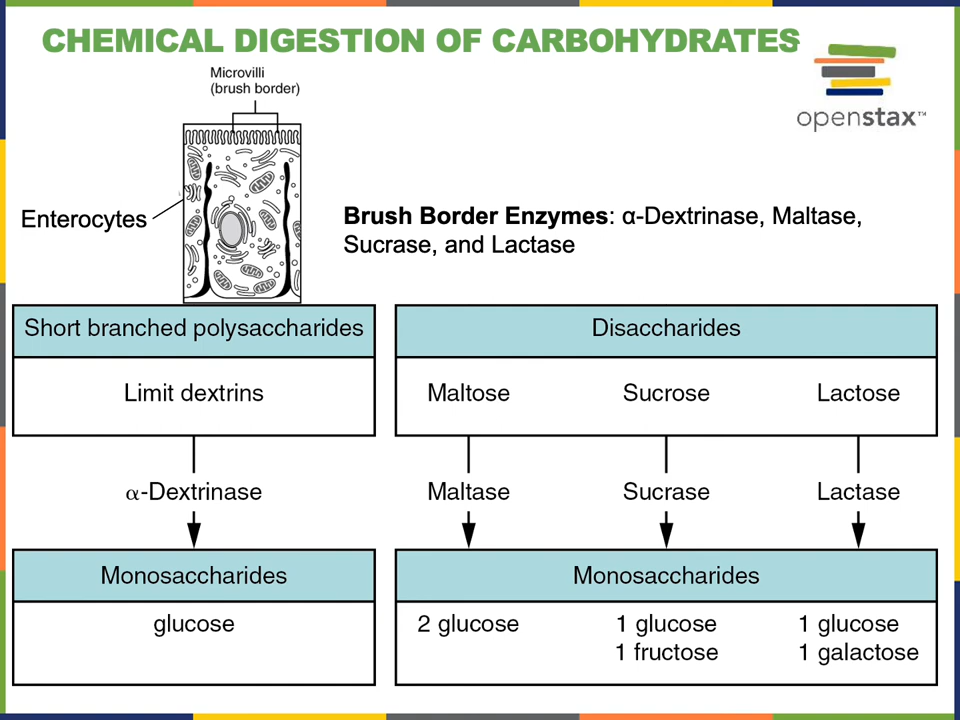 CHEMICAL DIGESTION OF CARBOHYDRATES
openstax™
Microvilli
(brush border)
Enterocytes
Brush Border Enzymes: α-Dextrinase, Maltase,
Sucrase, and Lactase
Short branched polysaccharides
Limit dextrins
α-Dextrinase
Monosaccharides
glucose
Disaccharides
Maltose Sucrose Lactose
Maltase Sucrase Lactase
Monosaccharides
2 glucose 1 glucose 1 glucose
1 fructose 1 galactose